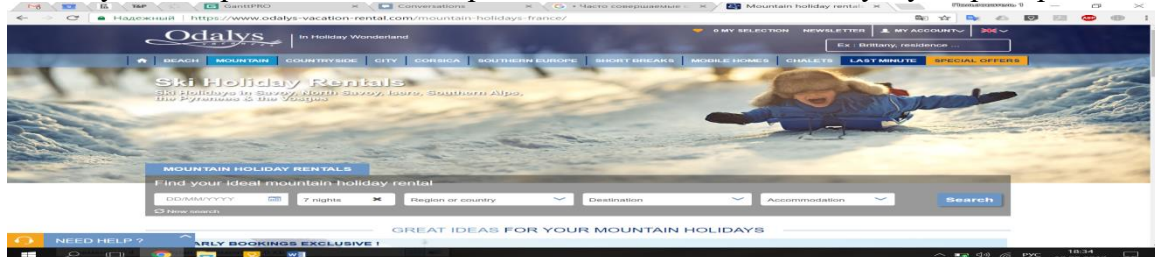 GanttPRO
Conversations
Часто совершаемые
Mountain holiday rental
Надежный | https://www.odalys-vacation-rental.com/mountain-holidays-france/
Odalys
In Holiday Wonderland
0 MY SELECTION NEWSLETTER MY ACCOUNT
Ex : Brittany, residence ...
BEACH MOUNTAIN COUNTRYSIDE CITY CORSICA SOUTHERN EUROPE SHORT BREAKS MOBILE HOMES CHALETS LAST MINUTE SPECIAL OFFERS
Ski Holiday Rentals
Ski Holidays in Savoy, North Savoy, Isere, Southern Alps,
the Pyrenees & the Vosges
MOUNTAIN HOLIDAY RENTALS
Find your ideal mountain holiday rental
DD/MM/YYYY 7 nights Region or country Destination Accommodation Search
New search
GREAT IDEAS FOR YOUR MOUNTAIN HOLIDAYS
NEED HELP ?
ARLY BOOKINGS EXCLUSIVE !
РУС 18:34